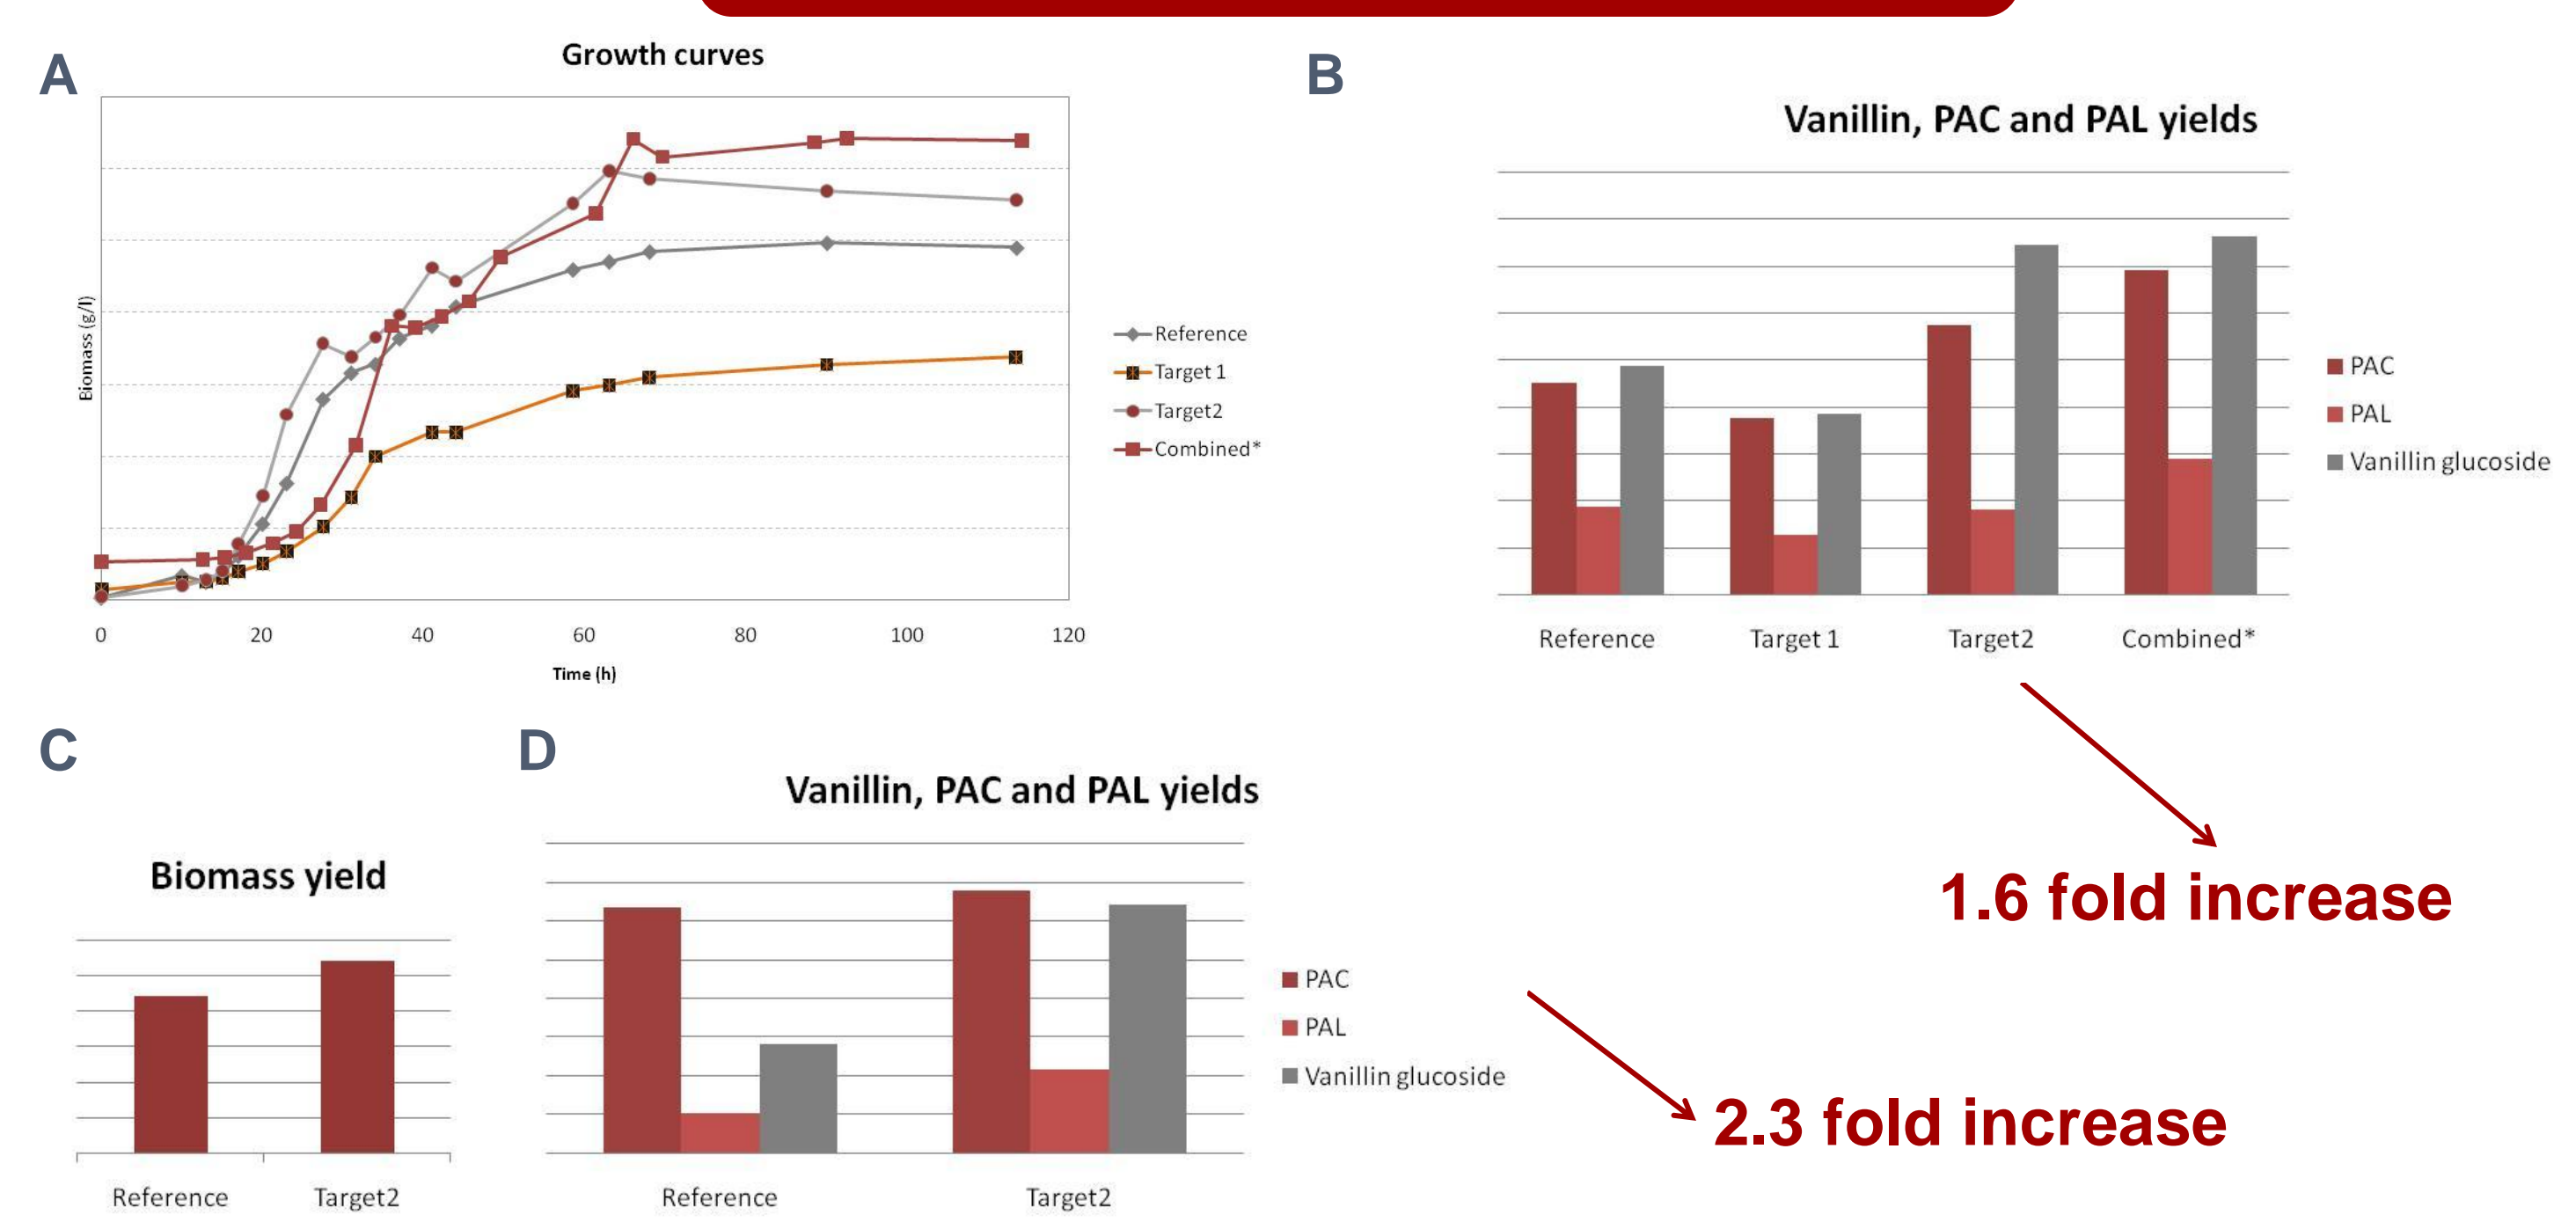 A
Growth curves
Biomass (g/l)
0 20 40 60 80 100 120
Time (h)
Reference
Target 1
Target2
Combined*
B
Vanillin, PAC and PAL yields
Reference Target 1 Target2 Combined*
PAC
PAL
Vanillin glucoside
1.6 fold increase
C
Biomass yield
Reference Target2
D
Vanillin, PAC and PAL yields
Reference Target2
PAC
PAL
Vanillin glucoside
2.3 fold increase